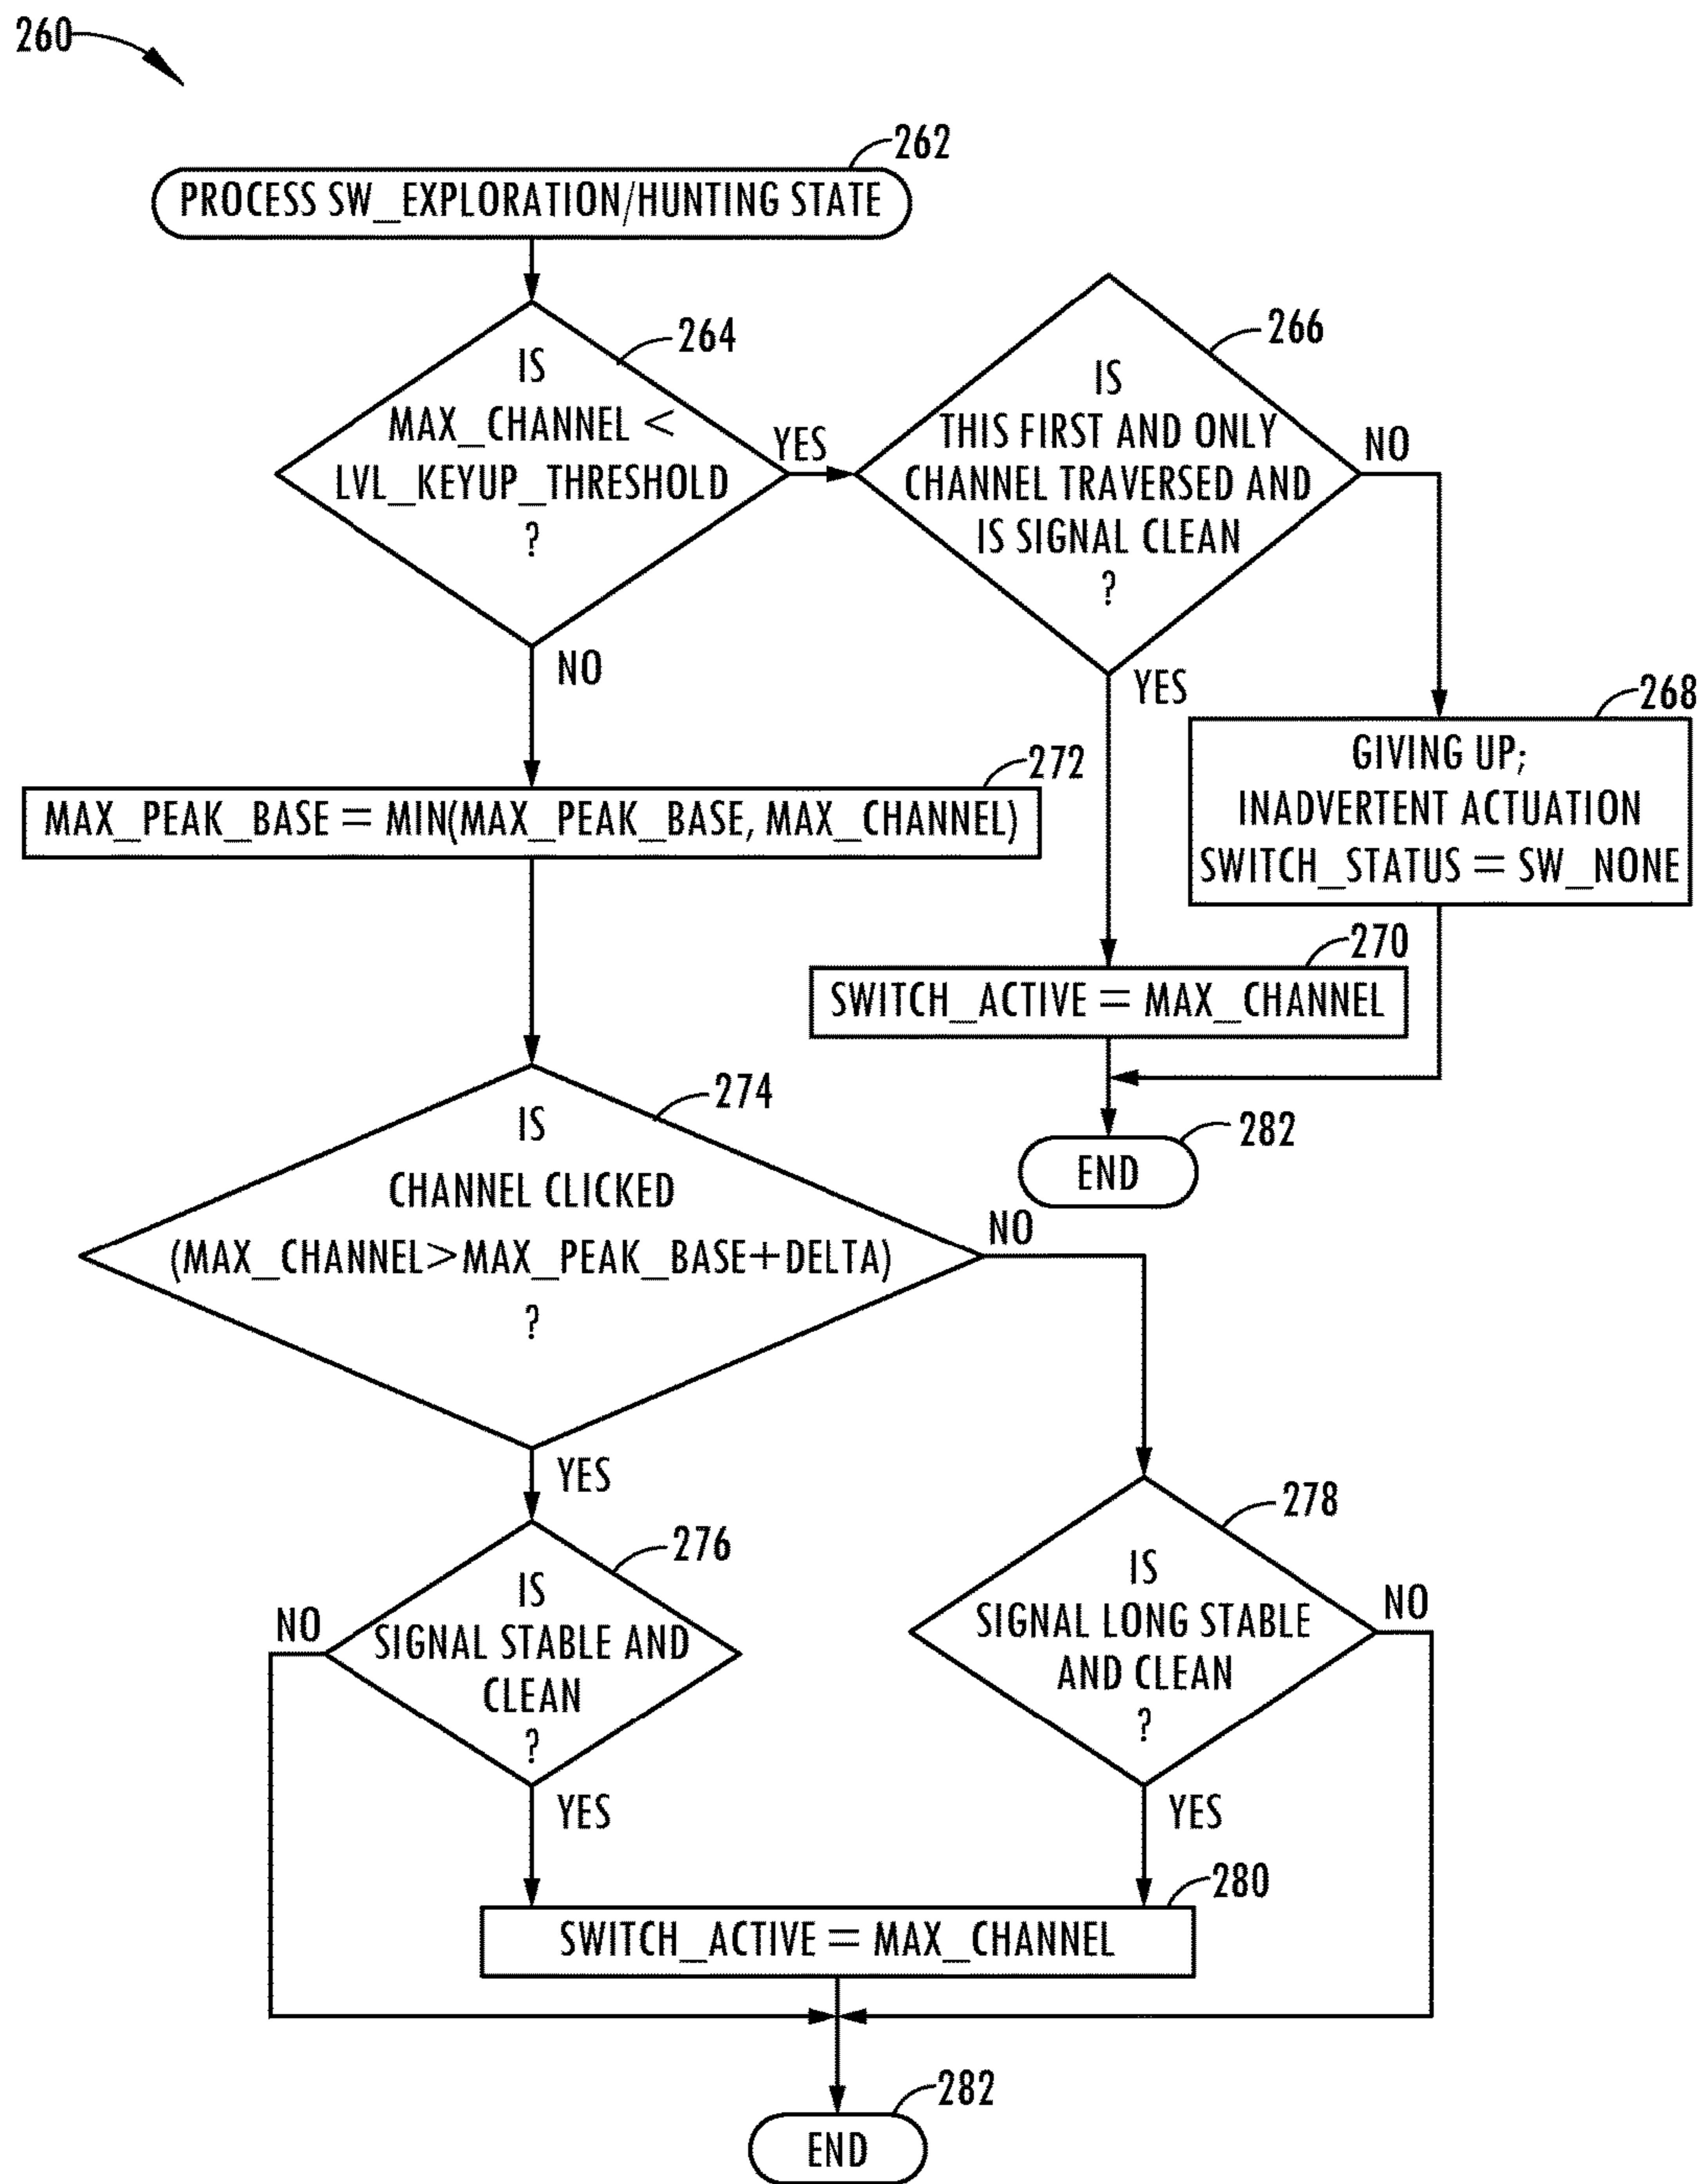 260
262
PROCESS SW_EXPLORATION/HUNTING STATE
264
IS
MAX_CHANNEL <
LVL_KEYUP_THRESHOLD
?
YES
NO
266
IS
THIS FIRST AND ONLY
CHANNEL TRAVERSED AND
IS SIGNAL CLEAN
?
NO
YES
268
GIVING UP;
INADVERTENT ACTUATION
SWITCH_STATUS = SW_NONE
272
MAX_PEAK_BASE = MIN(MAX_PEAK_BASE, MAX_CHANNEL)
270
SWITCH_ACTIVE = MAX_CHANNEL
282
END
274
IS
CHANNEL CLICKED
(MAX_CHANNEL>MAX_PEAK_BASE+DELTA)
?
NO
YES
276
IS
SIGNAL STABLE AND
CLEAN
?
NO
YES
278
IS
SIGNAL LONG STABLE
AND CLEAN
?
NO
YES
280
SWITCH_ACTIVE = MAX_CHANNEL
282
END